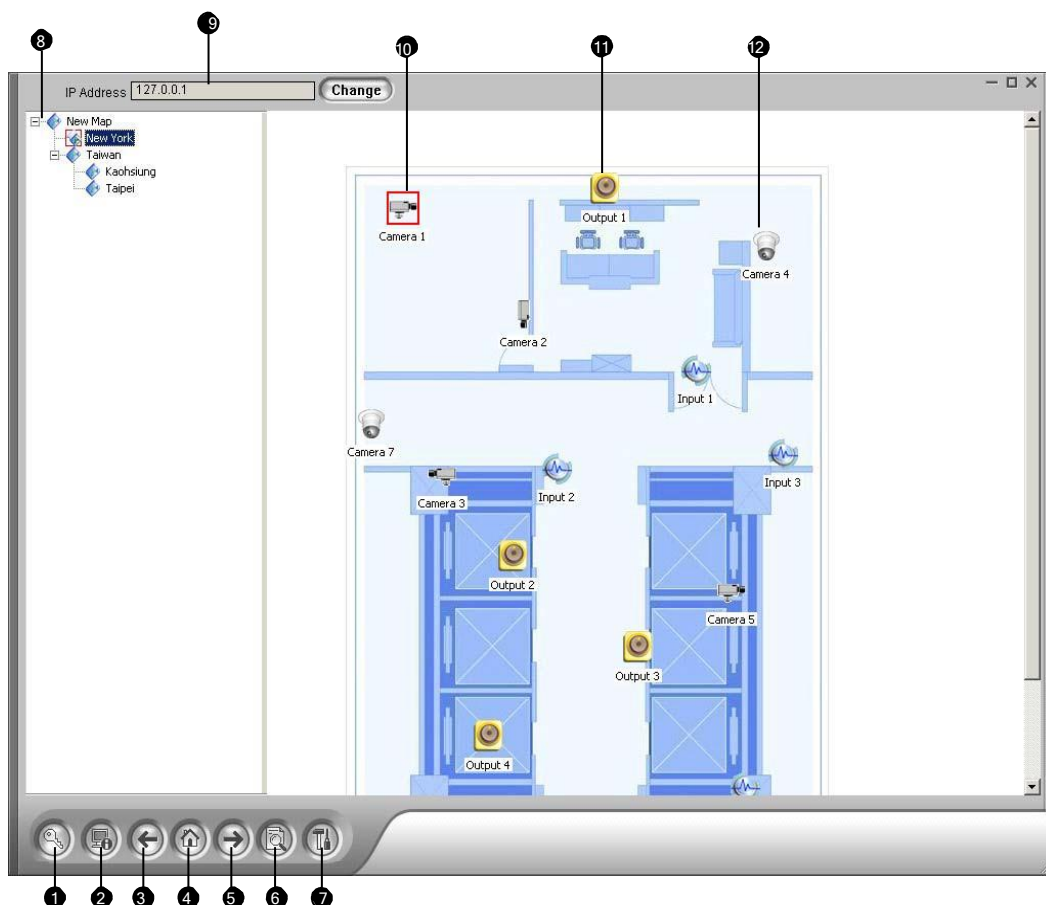 9
8
10
11
12
IP Address 127.0.0.1 Change
New Map
New York
Taiwan
Kaohsiung
Taipei
Camera 1
Output 1
Camera 4
Camera 2
Input 1
Camera 7
Camera 3
Input 2
Input 3
Output 2
Camera 5
Output 3
Output 4
1 2 3 4 5 6 7